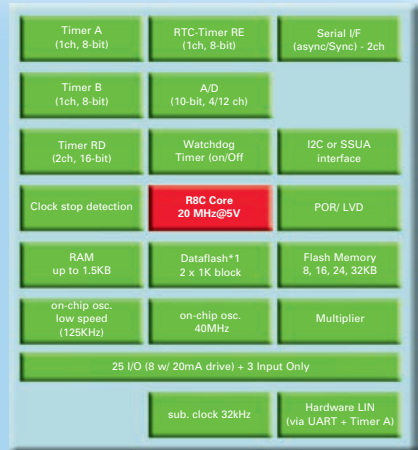 Timer A
(1ch, 8-bit)
RTC-Timer RE
(1ch, 8-bit)
Serial I/F
(async/Sync) - 2ch
Timer B
(1ch, 8-bit)
A/D
(10-bit, 4/12 ch)
Timer RD
(2ch, 16-bit)
Watchdog
Timer (on/Off
I2C or SSUA
interface
Clock stop detection
R8C Core
20 MHz@5V
POR/ LVD
RAM
up to 1.5KB
Dataflash*1
2 x 1K block
Flash Memory
8, 16, 24, 32KB
on-chip osc.
low speed
(125KHz)
on-chip osc.
40MHz
Multiplier
25 I/O (8 w/ 20mA drive) + 3 Input Only
sub. clock 32kHz
Hardware LIN
(via UART + Timer A)